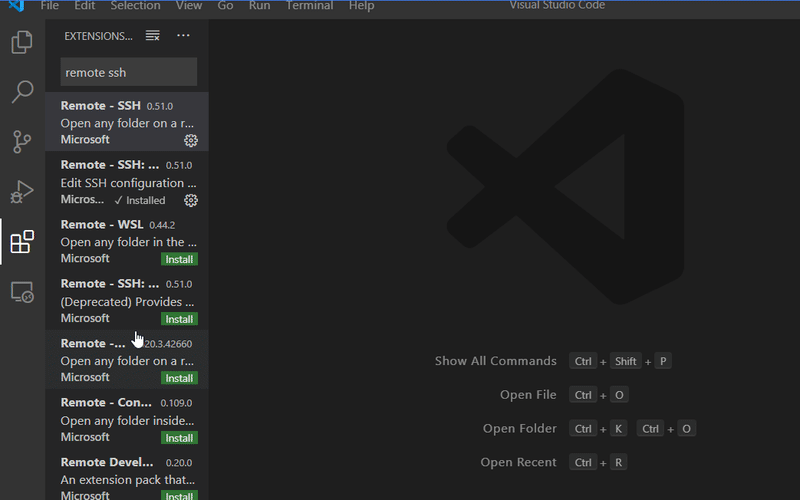 File Edit Selection View Go Run Terminal Help Visual Studio Code
EXTENSIONS...
remote ssh
Remote - SSH 0.51.0
Open any folder on a r...
Microsoft
Remote - SSH: ... 0.51.0
Edit SSH configuration ...
Micros... ✓ Installed
Remote - WSL 0.44.2
Open any folder in the ...
Microsoft Install
Remote - SSH: ... 0.51.0
(Deprecated) Provides ...
Microsoft Install
Remote -... 20.3.42660
Open any folder on a r...
Microsoft Install
Remote - Con... 0.109.0
Open any folder inside...
Microsoft Install
Remote Devel... 0.20.0
An extension pack that...
Microsoft Install
Show All Commands Ctrl + Shift + P
Open File Ctrl + O
Open Folder Ctrl + K Ctrl + O
Open Recent Ctrl + R